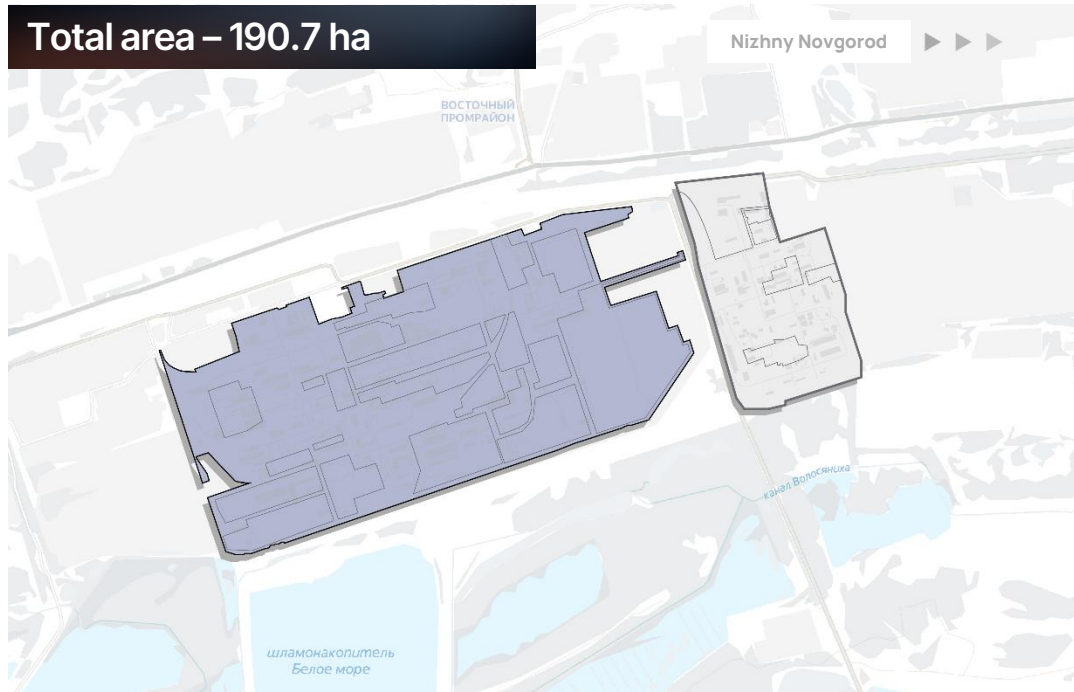 Total area – 190.7 ha
Nizhny Novgorod
ВОСТОЧНЫЙ
ПРОМРАЙОН
канал Волосяниха
шламонакопитель
Белое море